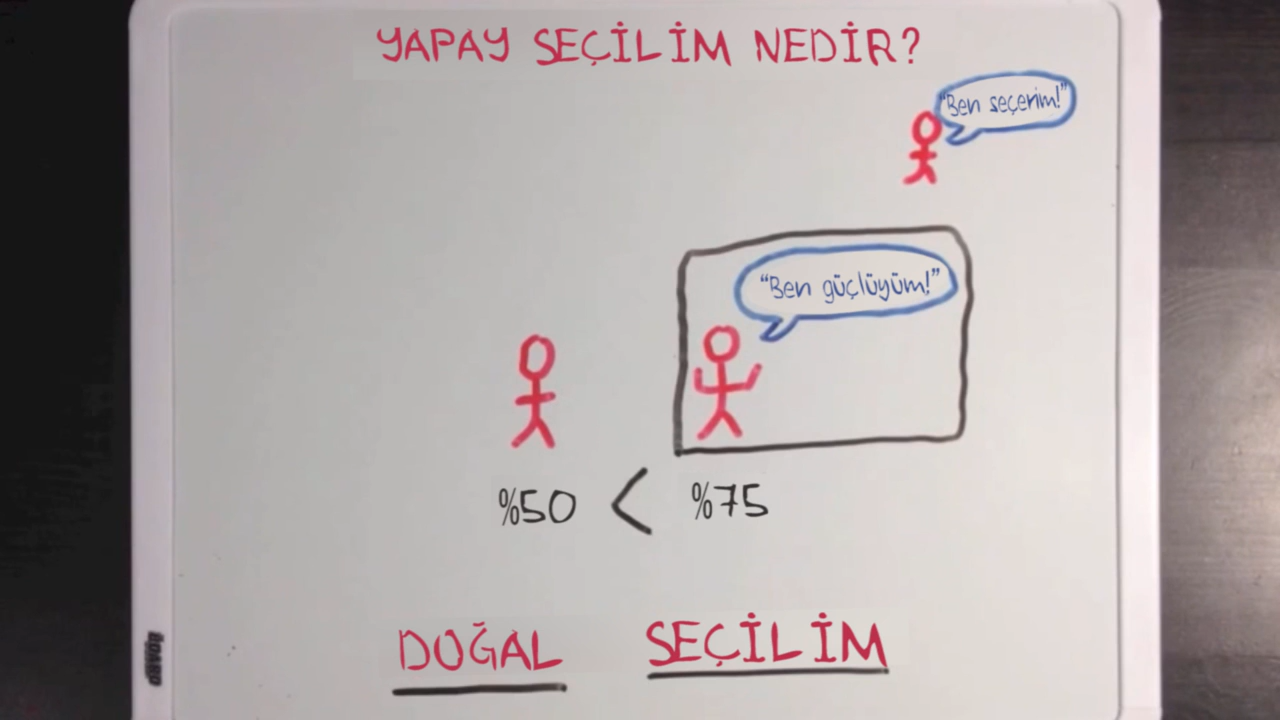 YAPAY SEÇİLİM NEDİR?
"Ben seçerim!"
"Ben güçlüyüm!"
%50 < %75
DOĞAL SEÇİLİM